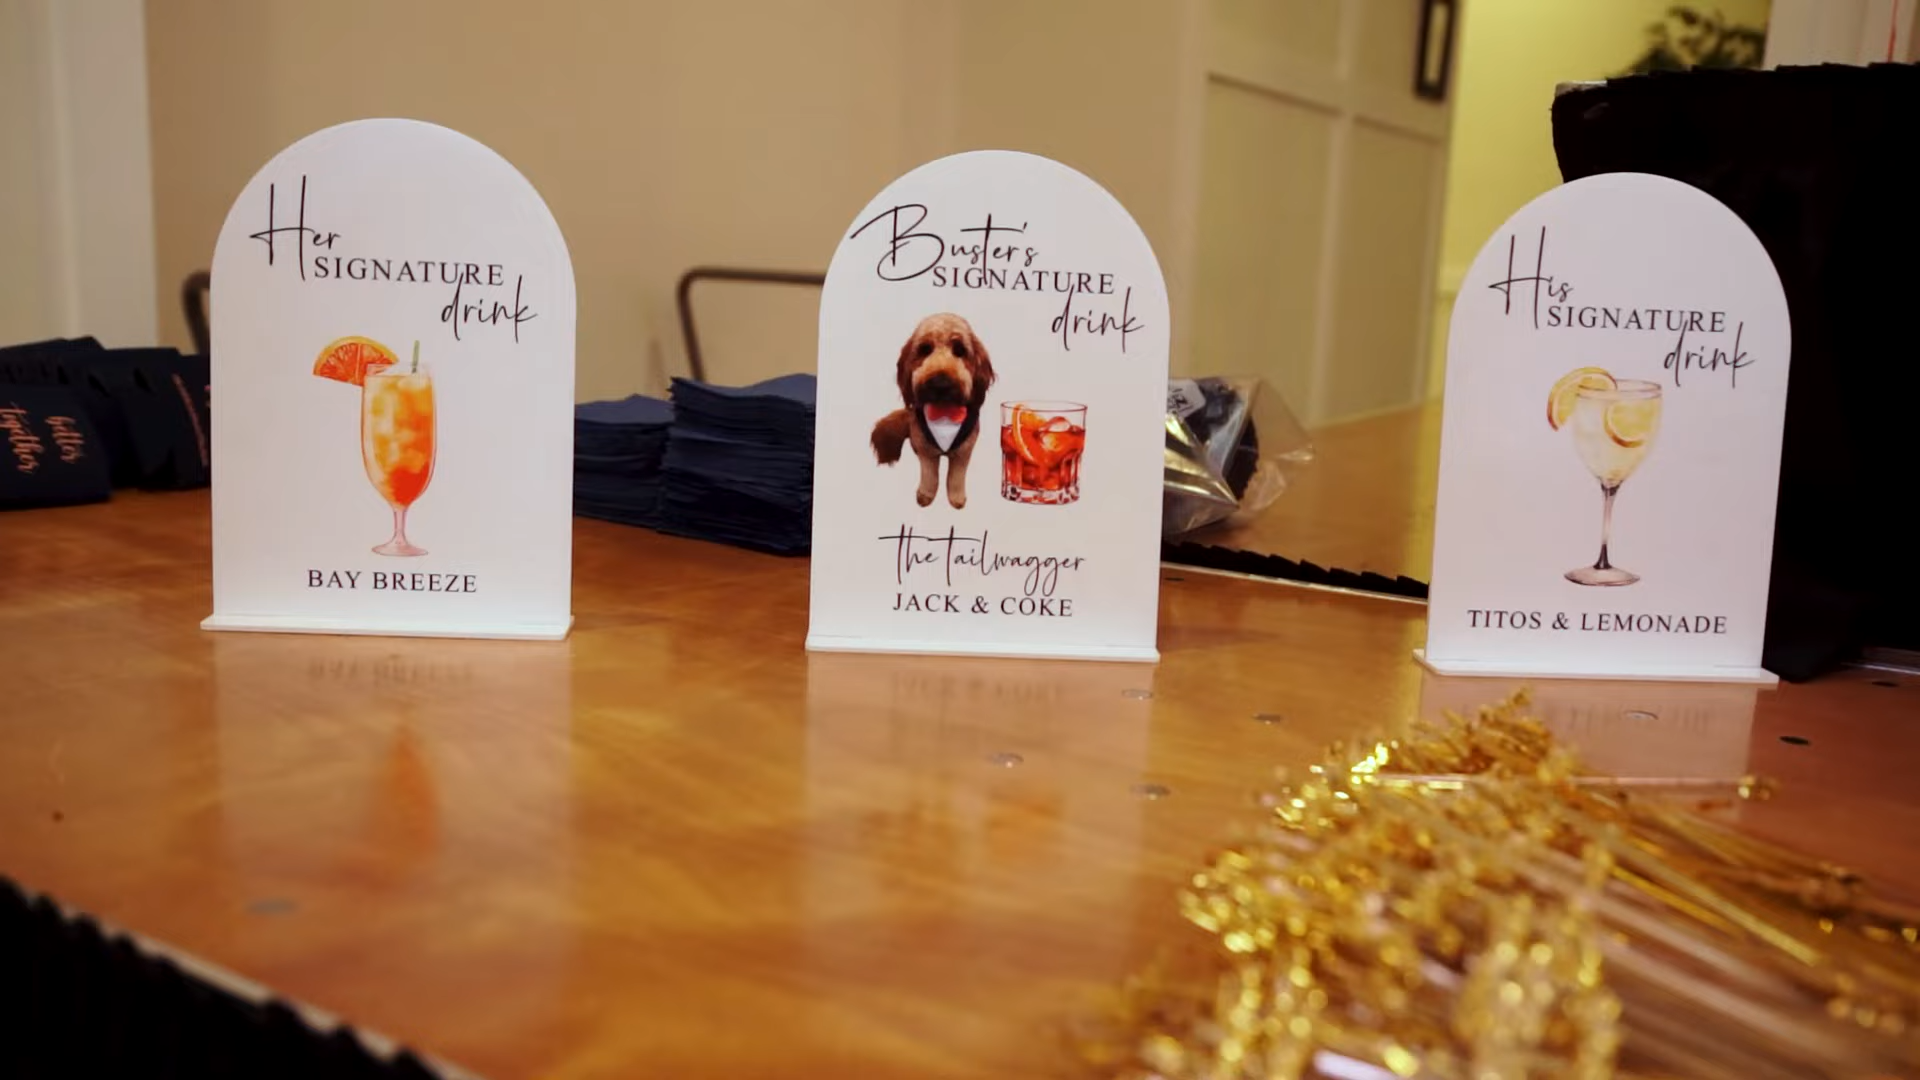 Her
SIGNATURE
drink
BAY BREEZE
Buster's
SIGNATURE
drink
the tailwagger
JACK & COKE
His
SIGNATURE
drink
TITOS & LEMONADE
better
together